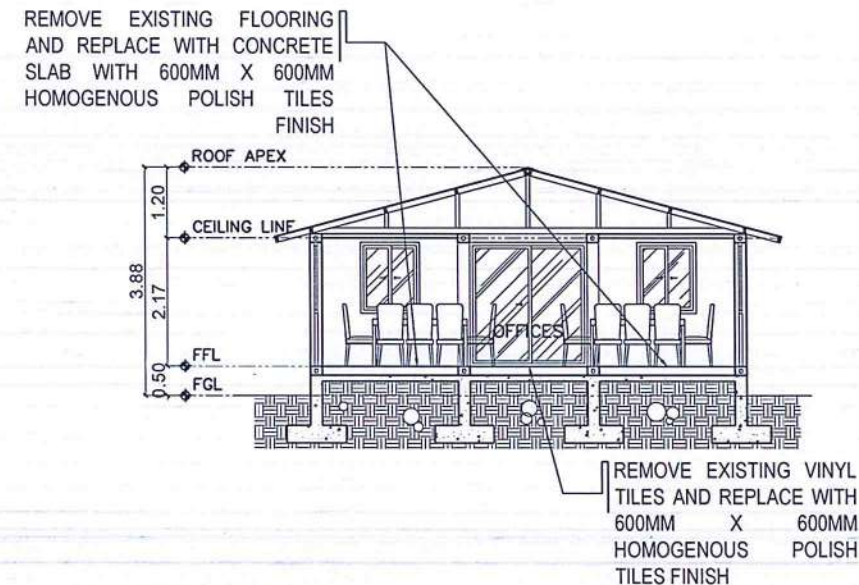 REMOVE EXISTING FLOORING
AND REPLACE WITH CONCRETE
SLAB WITH 600MM X 600MM
HOMOGENOUS POLISH TILES
FINISH
ROOF APEX
1.20
CEILING LINE
3.88
2.17
OFFICES
FFL
0.50
FGL
REMOVE EXISTING VINYL
TILES AND REPLACE WITH
600MM X 600MM
HOMOGENOUS POLISH
TILES FINISH